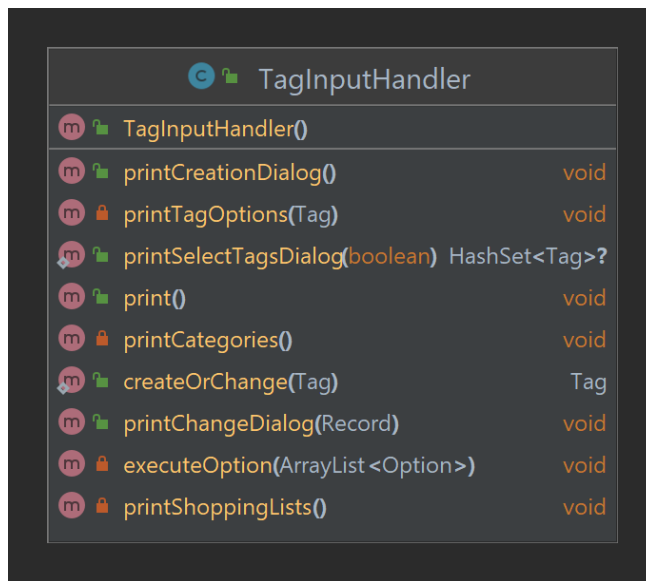 TagInputHandler
TagInputHandler()
printCreationDialog() void
printTagOptions(Tag) void
printSelectTagsDialog(boolean) HashSet<Tag>?
print() void
printCategories() void
createOrChange(Tag) Tag
printChangeDialog(Record) void
executeOption(ArrayList<Option>) void
printShoppingLists() void